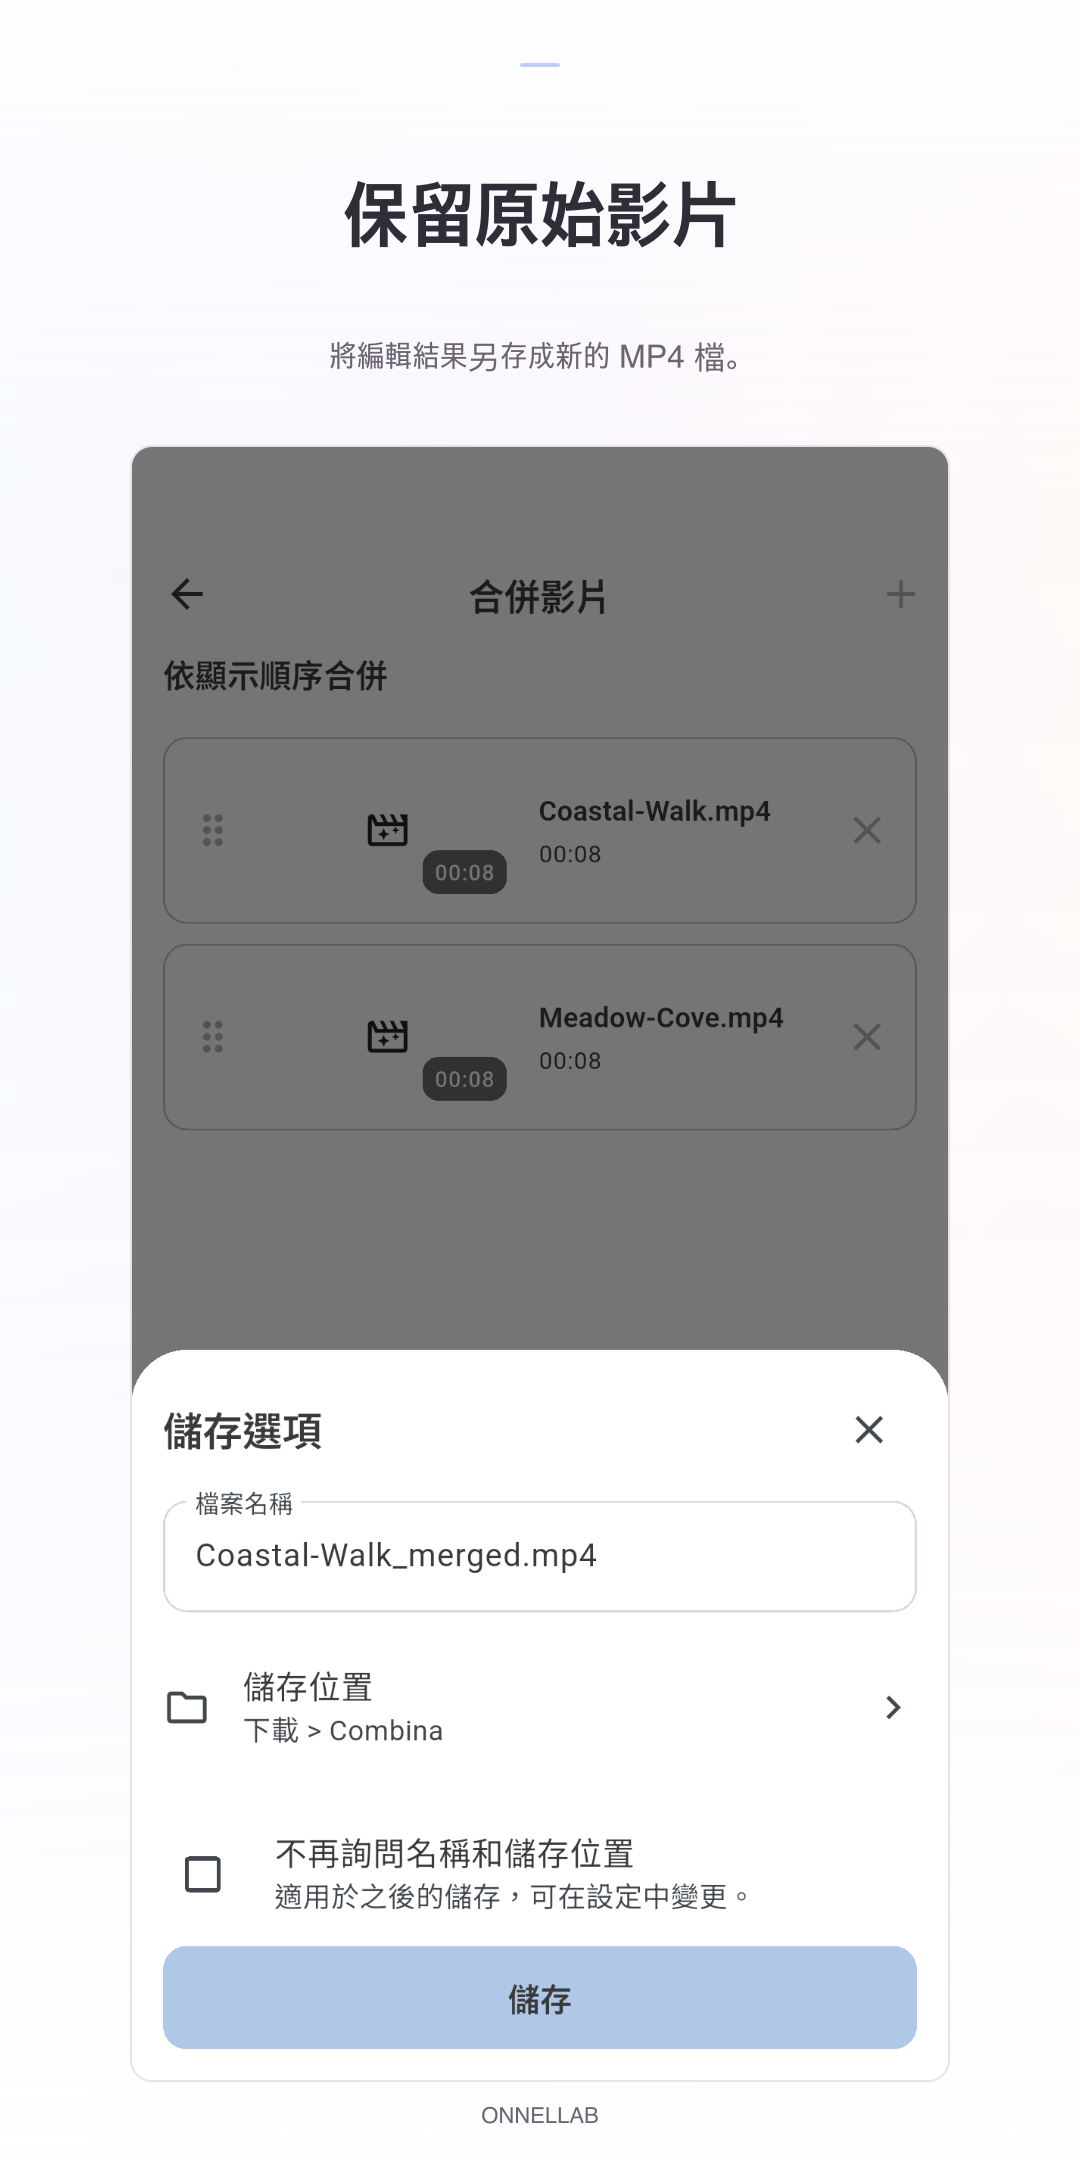 保留原始影片
將編輯結果另存成新的 MP4 檔。
合併影片
依顯示順序合併
Coastal-Walk.mp4
00:08
00:08
Meadow-Cove.mp4
00:08
00:08
儲存選項
檔案名稱
Coastal-Walk_merged.mp4
儲存位置
下載 > Combina
不再詢問名稱和儲存位置
適用於之後的儲存，可在設定中變更。
儲存
ONNELLAB